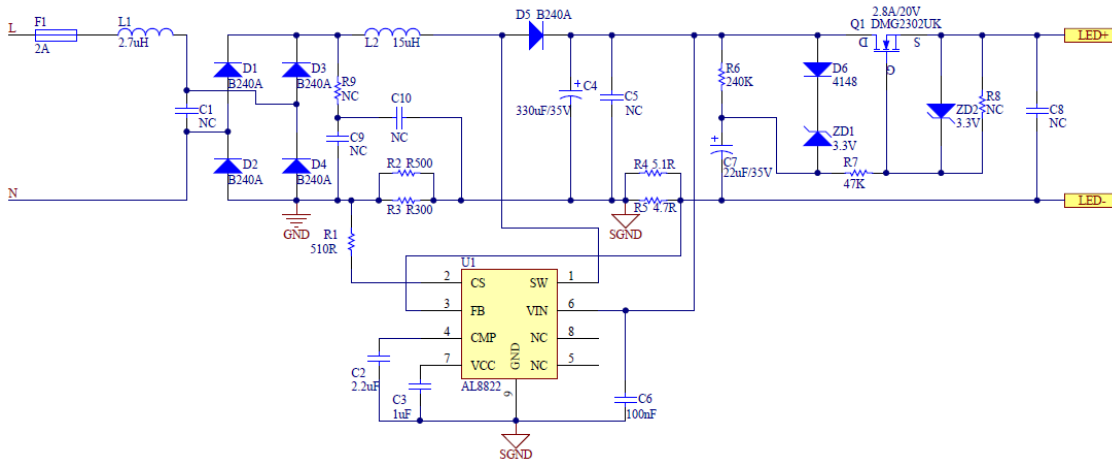 2.8A/20V
D5 B240A
Q1 DMG2302UK
L
F1
2A
L1
2.7uH
L2 15uH
D
S
G
LED+
D1
B240A
D3
B240A
R9
NC
C10
NC
C4
330uF/35V
C5
NC
R6
240K
D6
4148
ZD2
3.3V
R8
NC
C8
NC
C1
NC
C9
NC
D2
B240A
D4
B240A
R2 R500
R3 R300
R4 5.1R
R5 4.7R
C7
22uF/35V
ZD1
3.3V
R7
47K
N
LED-
GND
SGND
R1
510R
U1
2 CS SW 1
3 FB VIN 6
4 CMP NC 8
7 VCC NC 5
GND
9
AL8822
C2
2.2uF
C3
1uF
C6
100nF
SGND